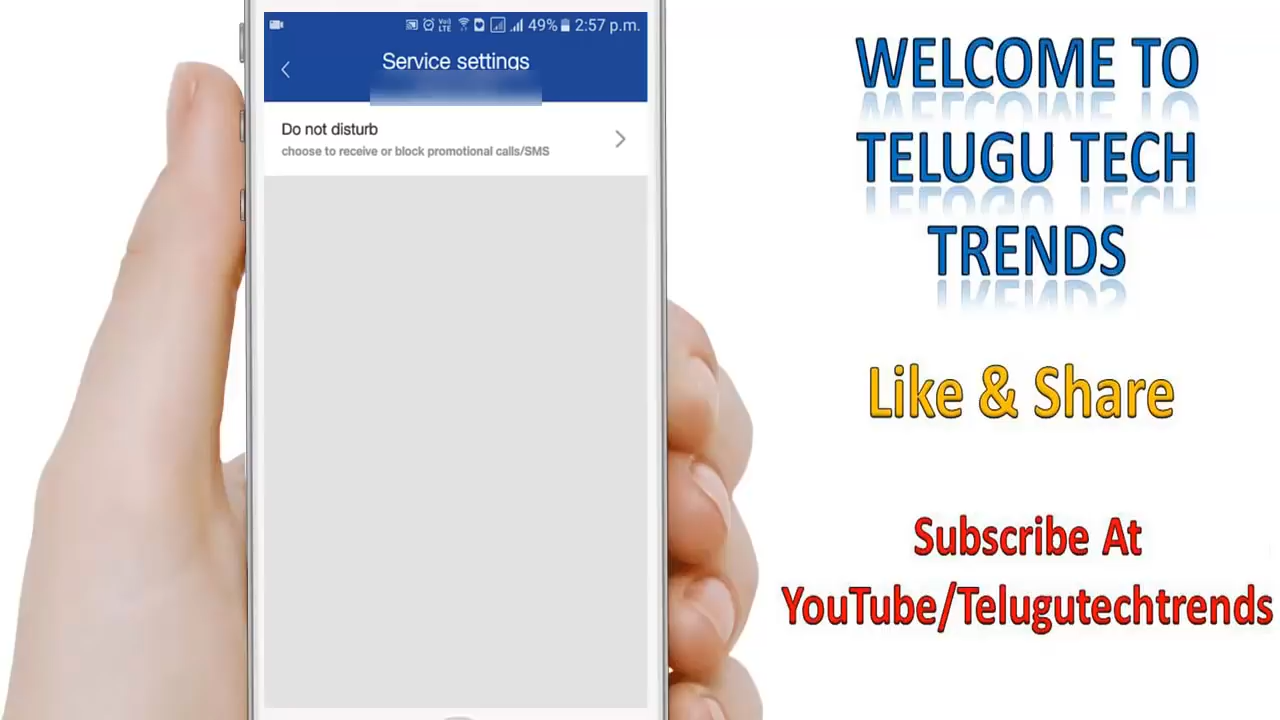 49% 2:57 p.m.
Service settings
Do not disturb
choose to receive or block promotional calls/SMS
WELCOME TO
TELUGU TECH
TRENDS
Like & Share
Subscribe At
YouTube/Telugutechtrends